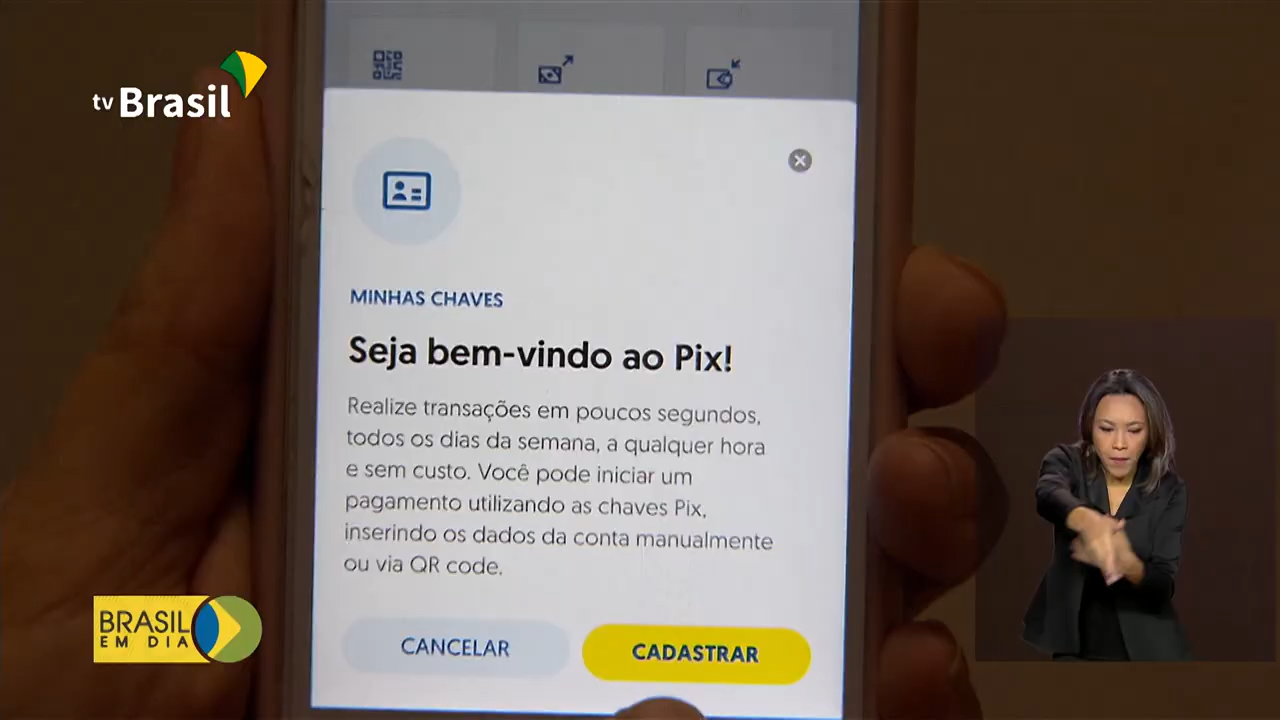 tv Brasil
MINHAS CHAVES
Seja bem-vindo ao Pix!
Realize transações em poucos segundos,
todos os dias da semana, a qualquer hora
e sem custo. Você pode iniciar um
pagamento utilizando as chaves Pix,
inserindo os dados da conta manualmente
ou via QR code.
CANCELAR
CADASTRAR
BRASIL
EM DIA